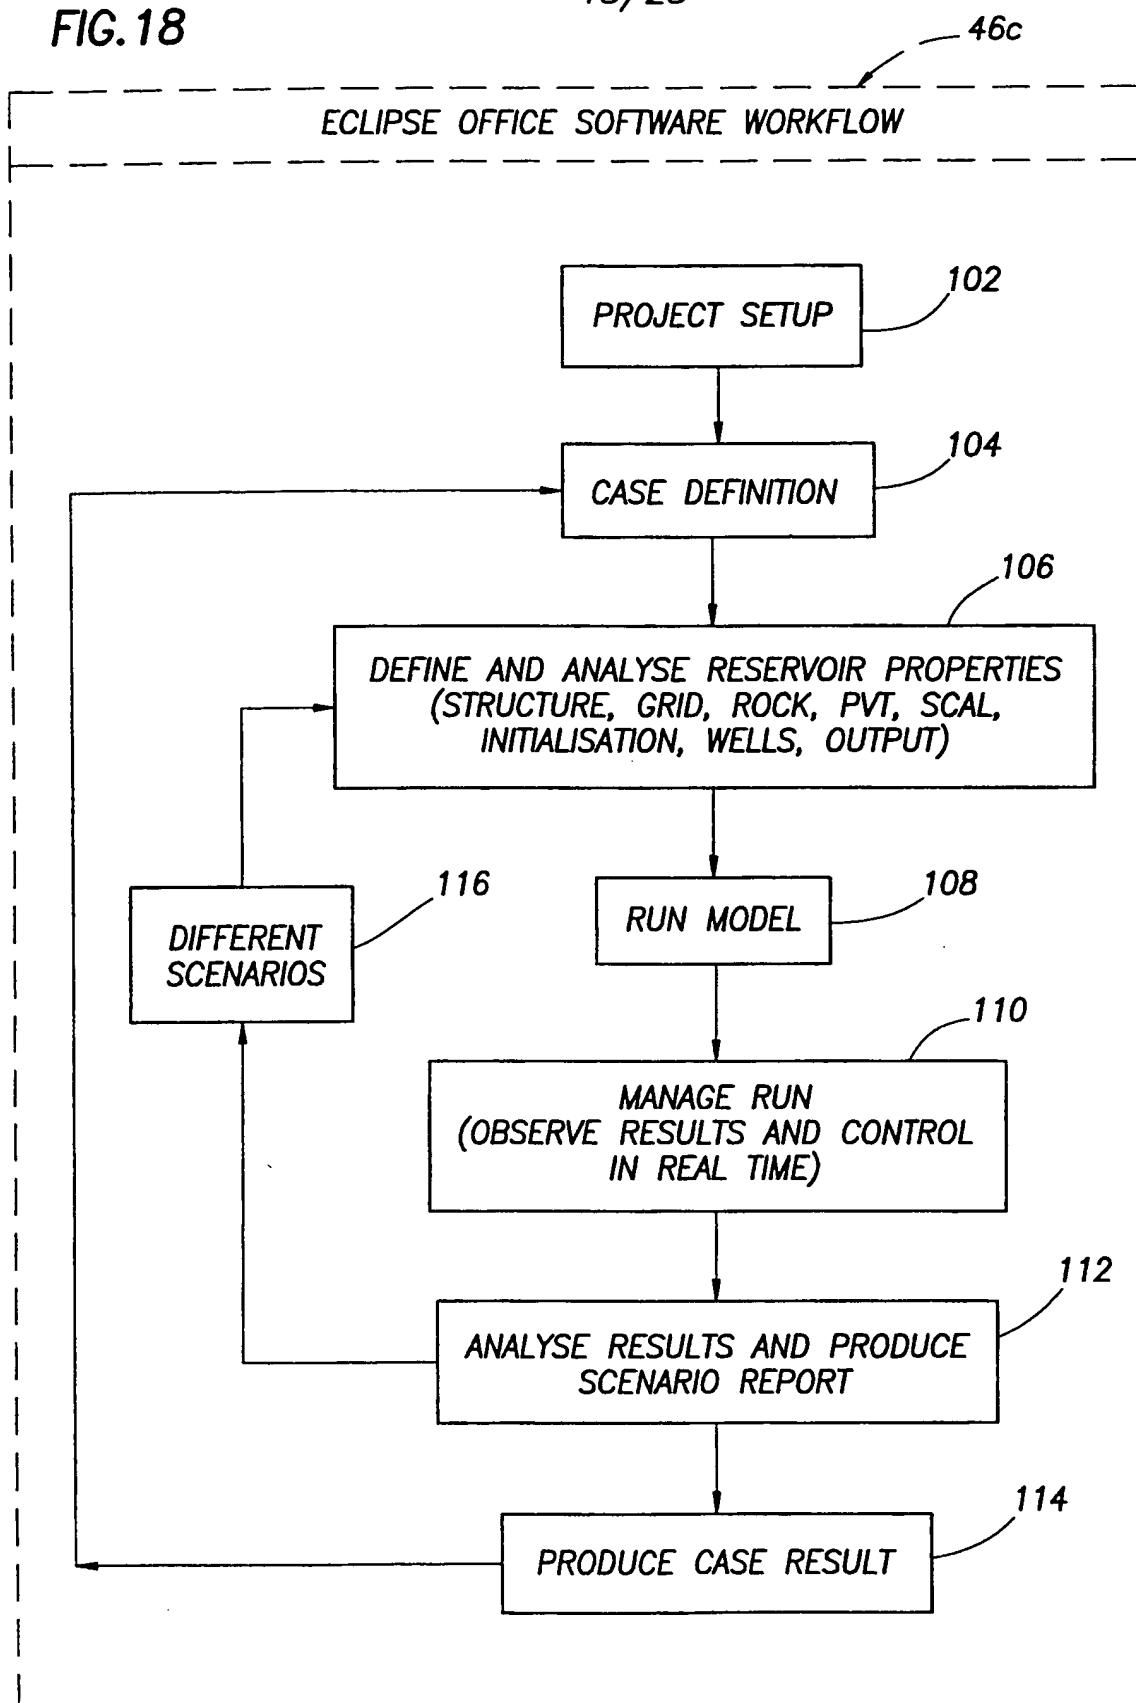 FIG.18
46c
ECLIPSE OFFICE SOFTWARE WORKFLOW
PROJECT SETUP
102
CASE DEFINITION
104
106
DEFINE AND ANALYSE RESERVOIR PROPERTIES
(STRUCTURE, GRID, ROCK, PVT, SCAL,
INITIALISATION, WELLS, OUTPUT)
116
DIFFERENT
SCENARIOS
108
RUN MODEL
110
MANAGE RUN
(OBSERVE RESULTS AND CONTROL
IN REAL TIME)
112
ANALYSE RESULTS AND PRODUCE
SCENARIO REPORT
114
PRODUCE CASE RESULT